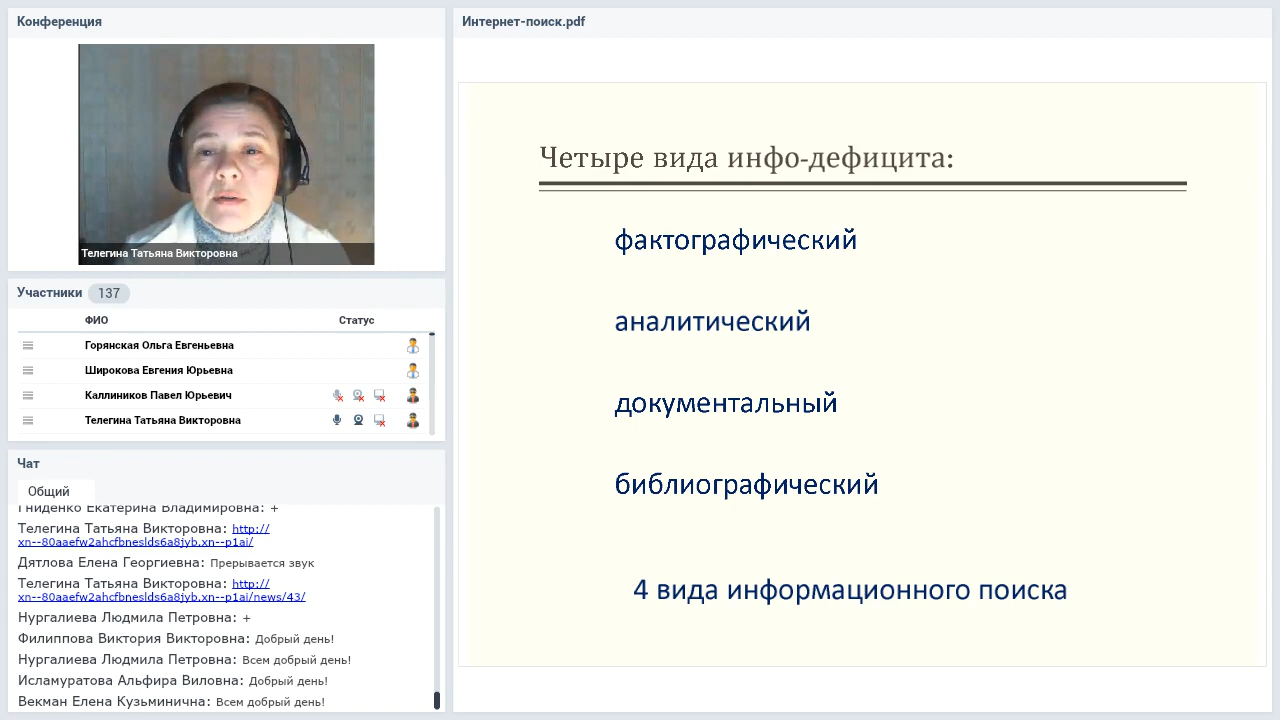 Конференция
Телегина Татьяна Викторовна
Участники 137
ФИО Статус
Горянская Ольга Евгеньевна
Широкова Евгения Юрьевна
Каллиников Павел Юрьевич
Телегина Татьяна Викторовна
Чат
Общий
Гниденко Екатерина Владимировна: +
Телегина Татьяна Викторовна: http://
xn--80aaefw2ahcfbneslds6a8jyb.xn--p1ai/
Дятлова Елена Георгиевна: Прерывается звук
Телегина Татьяна Викторовна: http://
xn--80aaefw2ahcfbneslds6a8jyb.xn--p1ai/news/43/
Нургалиева Людмила Петровна: +
Филиппова Виктория Викторовна: Добрый день!
Нургалиева Людмила Петровна: Всем добрый день!
Исламуратова Альфира Виловна: Добрый день!
Векман Елена Кузьминична: Всем добрый день!
Интернет-поиск.pdf
Четыре вида инфо-дефицита:
фактографический
аналитический
документальный
библиографический
4 вида информационного поиска